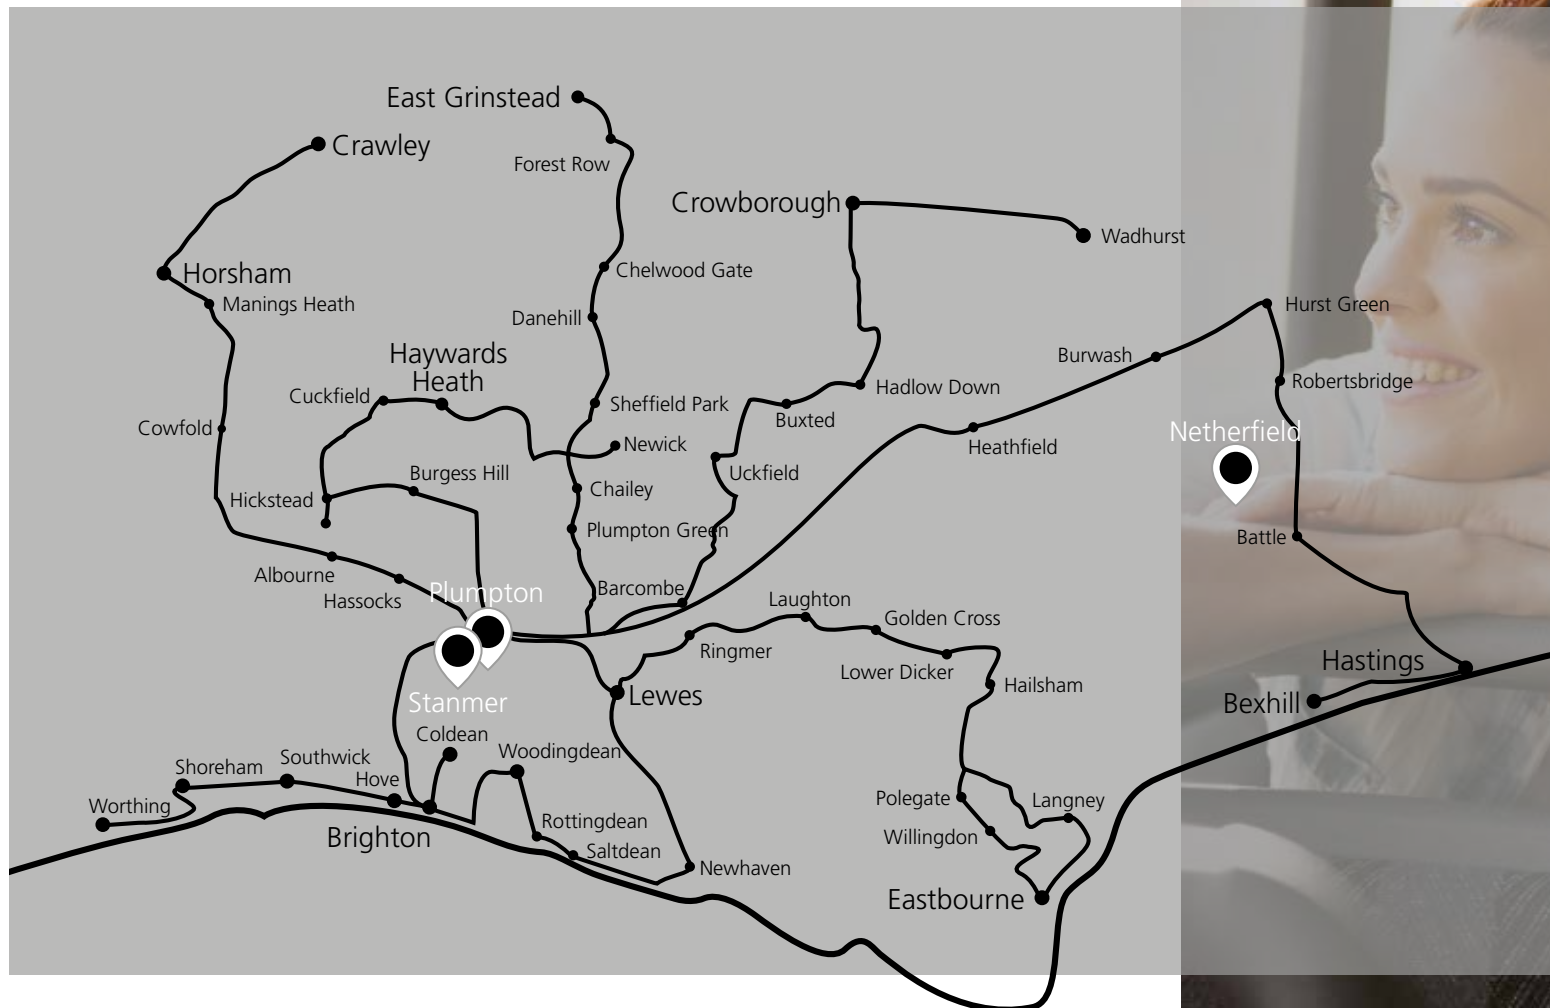 East Grinstead
Crawley
Forest Row
Crowborough
Wadhurst
Horsham
Chelwood Gate
Manings Heath
Hurst Green
Danehill
Haywards
Heath
Burwash
Cuckfield
Hadlow Down
Robertsbridge
Sheffield Park
Buxted
Cowfold
Netherfield
Newick
Heathfield
Burgess Hill
Uckfield
Chailey
Hickstead
Plumpton Green
Battle
Albourne
Barcombe
Plumpton
Hassocks
Laughton
Golden Cross
Ringmer
Hastings
Lower Dicker
Hailsham
Lewes
Stanmer
Bexhill
Coldean
Woodingdean
Southwick
Shoreham
Hove
Worthing
Polegate
Langney
Rottingdean
Brighton
Willingdon
Saltdean
Newhaven
Eastbourne